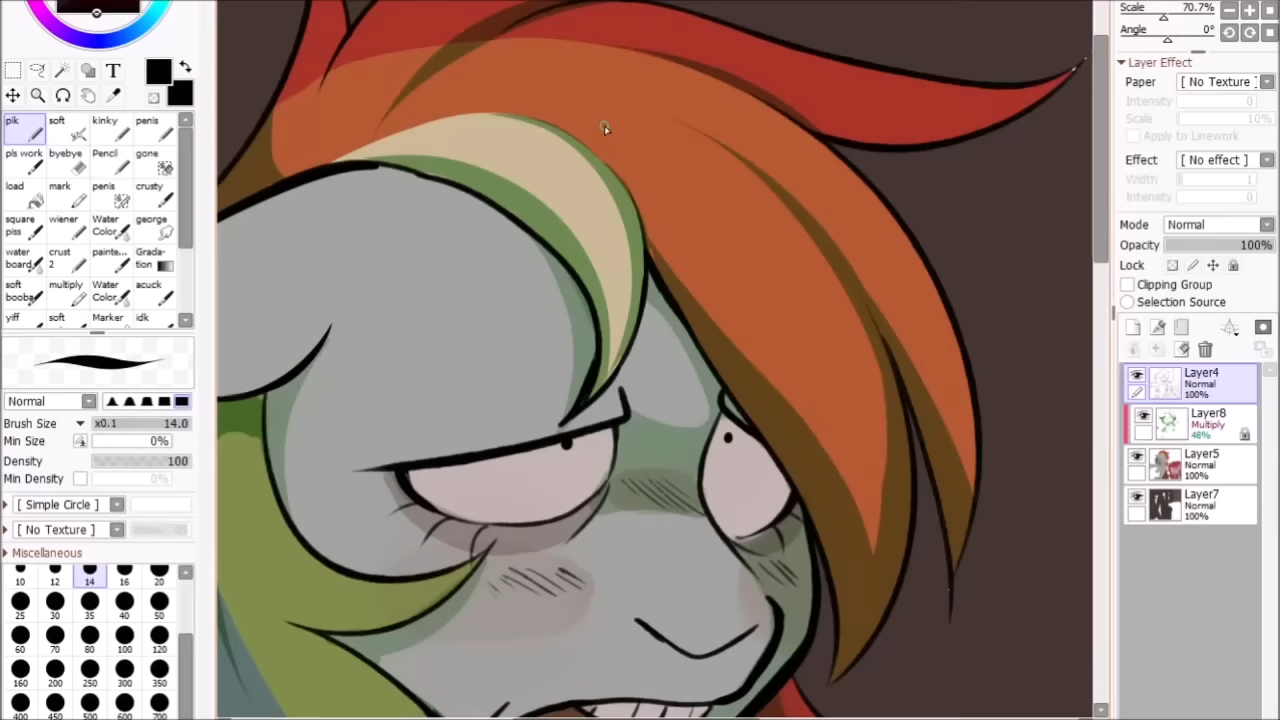 Scale 70.7%
Angle 0°
Layer Effect
Paper [ No Texture ]
Intensity 0
Scale 10%
Apply to Linework
Effect [ No effect ]
Width 1
Intensity 0
Mode Normal
Opacity 100%
Lock
Clipping Group
Selection Source
Layer4
Normal
100%
Layer8
Multiply
48%
Layer5
Normal
100%
Layer7
Normal
100%
T
pik soft kinky penis
pls work byebye Pencil gone
load mark penis crusty
square piss wiener Water Color george
water board crust 2 painte... Grada-tion
soft booba multiply Water Color acuck
yiff soft Marker idk
Normal
Brush Size x0.1 14.0
Min Size 0%
Density 100
Min Density 0%
[ Simple Circle ]
[ No Texture ]
Miscellaneous
10 12 14 16 20
25 30 35 40 50
60 70 80 100 120
160 200 250 300 350
400 450 500 600 700